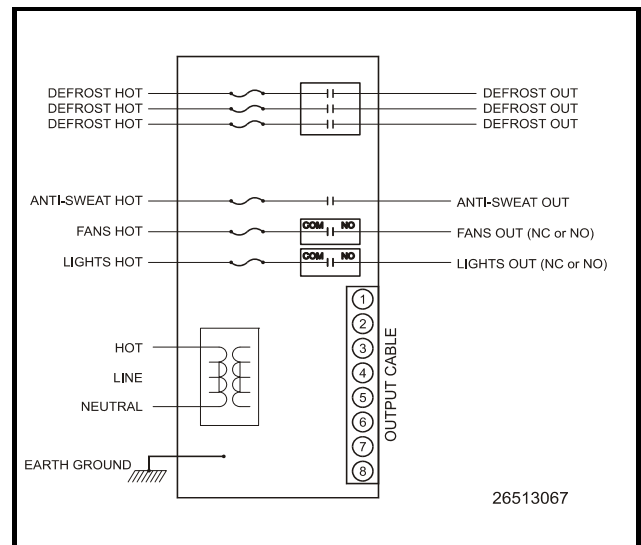 DEFROST HOT
DEFROST OUT
DEFROST HOT
DEFROST OUT
DEFROST HOT
DEFROST OUT
ANTI-SWEAT HOT
ANTI-SWEAT OUT
FANS HOT
COM NO
FANS OUT (NC or NO)
LIGHTS HOT
COM NO
LIGHTS OUT (NC or NO)
HOT
LINE
NEUTRAL
EARTH GROUND
1
2
3
4
5
6
7
8
OUTPUT CABLE
26513067